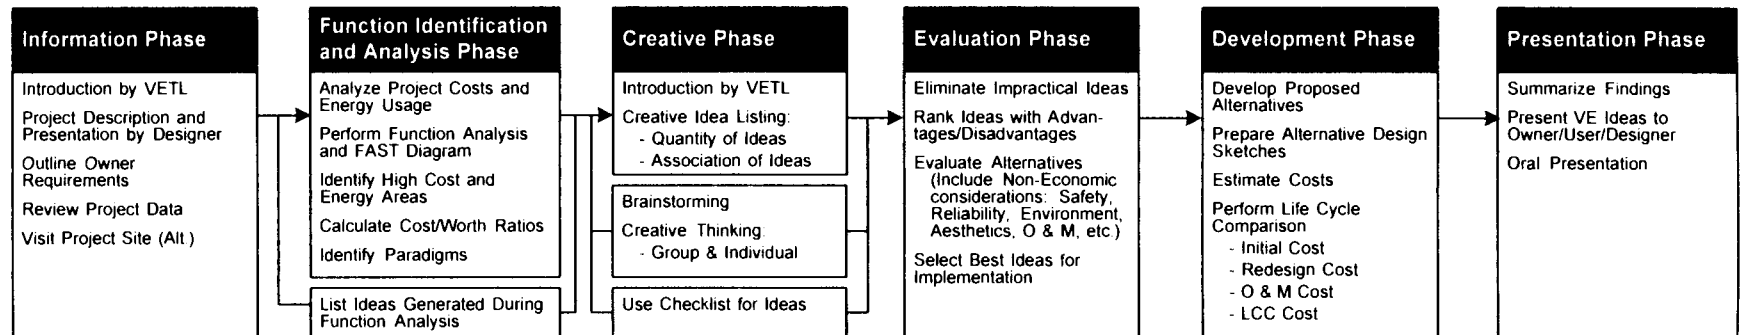 Information Phase
Introduction by VETL
Project Description and
Presentation by Designer
Outline Owner
Requirements
Review Project Data
Visit Project Site (Alt.)
Function Identification
and Analysis Phase
Analyze Project Costs and
Energy Usage
Perform Function Analysis
and FAST Diagram
Identify High Cost and
Energy Areas
Calculate Cost/Worth Ratios
Identify Paradigms
List Ideas Generated During
Function Analysis
Creative Phase
Introduction by VETL
Creative Idea Listing:
- Quantity of Ideas
- Association of Ideas
Brainstorming
Creative Thinking:
- Group & Individual
Use Checklist for Ideas
Evaluation Phase
Eliminate Impractical Ideas
Rank Ideas with Advan-
tages/Disadvantages
Evaluate Alternatives
(Include Non-Economic
considerations: Safety,
Reliability, Environment,
Aesthetics, O & M, etc.)
Select Best Ideas for
Implementation
Development Phase
Develop Proposed
Alternatives
Prepare Alternative Design
Sketches
Estimate Costs
Perform Life Cycle
Comparison
- Initial Cost
- Redesign Cost
- O & M Cost
- LCC Cost
Presentation Phase
Summarize Findings
Present VE Ideas to
Owner/User/Designer
Oral Presentation